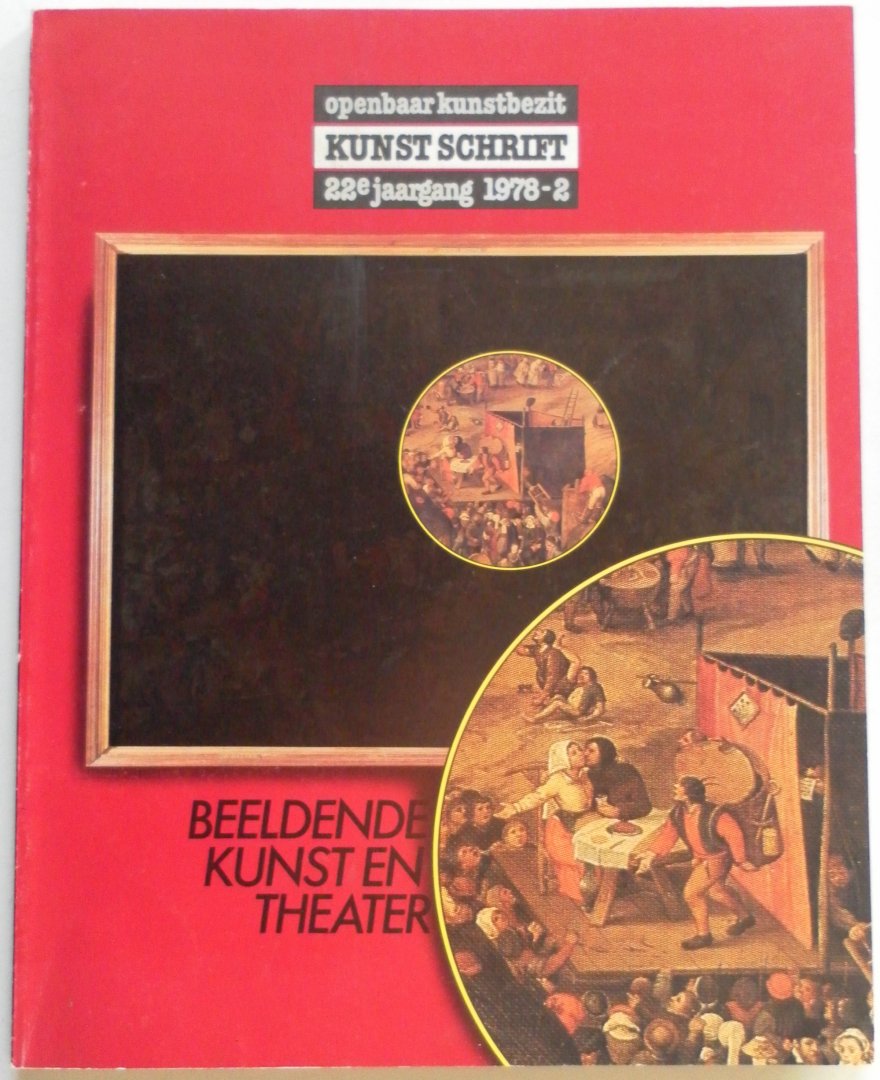 openbaar kunstbezit
KUNST SCHRIFT
22e jaargang 1978-2
BEELDENDE
KUNST EN
THEATER